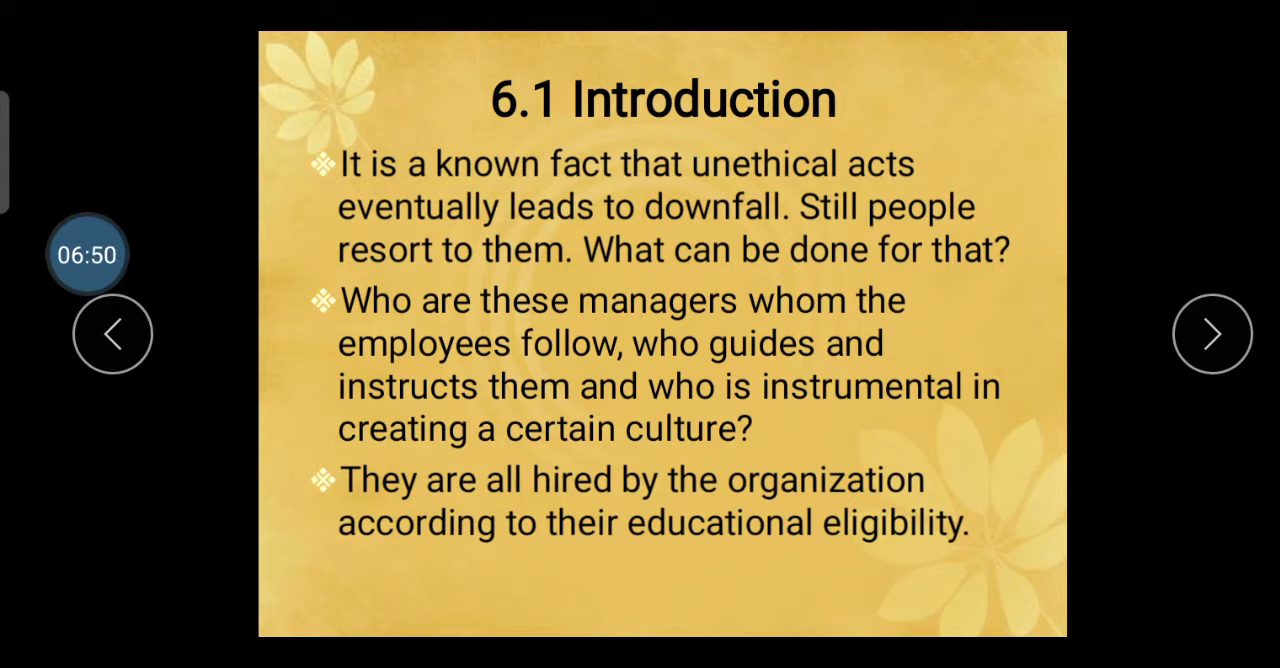 6.1 Introduction
It is a known fact that unethical acts
eventually leads to downfall. Still people
resort to them. What can be done for that?
06:50
Who are these managers whom the
employees follow, who guides and
instructs them and who is instrumental in
creating a certain culture?
They are all hired by the organization
according to their educational eligibility.